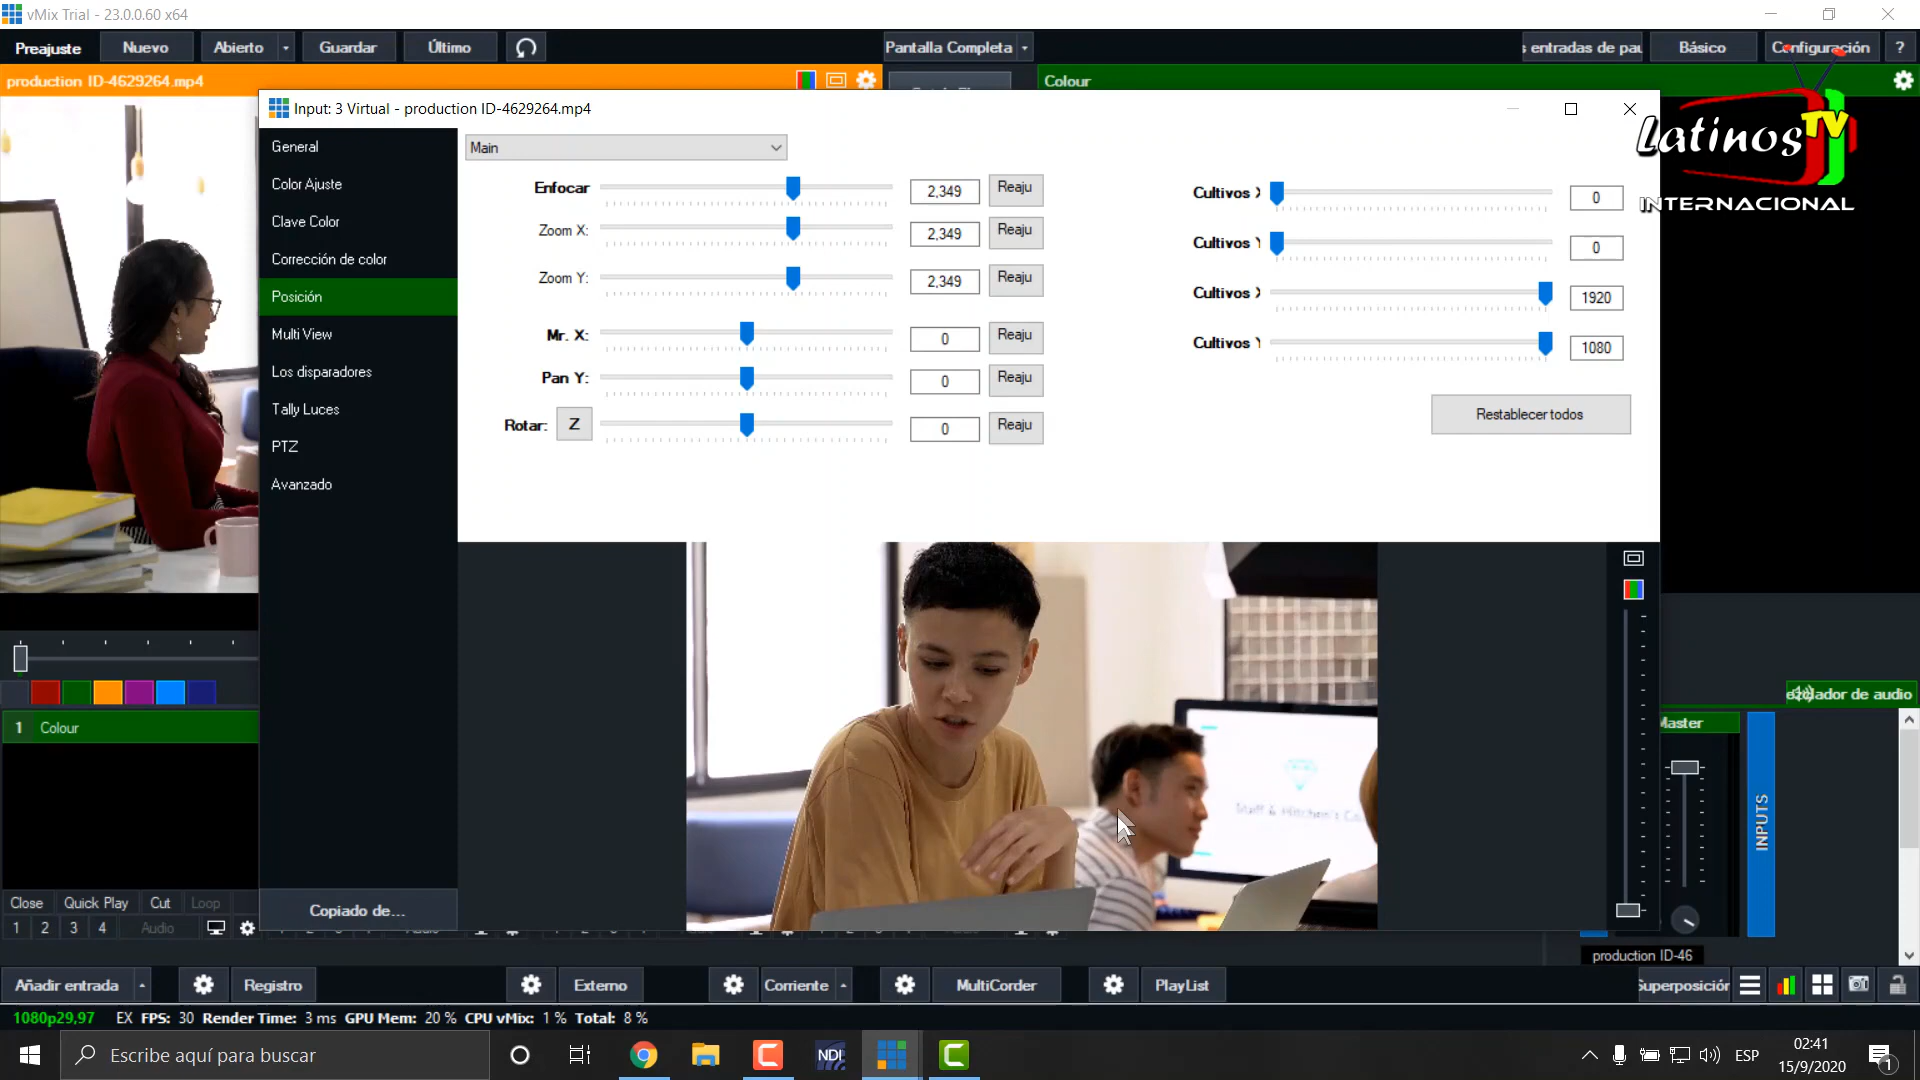 vMix Trial - 23.0.0.60 x64
Preajuste
Nuevo
Abierto
Guardar
Último
Pantalla Completa
entradas de pau
Básico
Configuración
?
production ID-4629264.mp4
Colour
Input: 3 Virtual - production ID-4629264.mp4
Latinos TV
INTERNACIONAL
General
Color Ajuste
Clave Color
Corrección de color
Posición
Multi View
Los disparadores
Tally Luces
PTZ
Avanzado
Copiado de...
Main
Enfocar
2,349
Reaju
Zoom X:
2,349
Reaju
Zoom Y:
2,349
Reaju
Mr. X:
0
Reaju
Pan Y:
0
Reaju
Rotar:
Z
0
Reaju
Cultivos X
0
Cultivos Y
0
Cultivos X
1920
Cultivos Y
1080
Restablecer todos
1 Colour
ezclador de audio
Master
INPUTS
Close
Quick Play
Cut
Loop
1 2 3 4
Audio
production ID-46
Añadir entrada
Registro
Externo
Corriente
MultiCorder
PlayList
Superposición
1080p29,97 EX FPS: 30 Render Time: 3 ms GPU Mem: 20 % CPU vMix: 1 % Total: 8 %
Escribe aquí para buscar
NDI
ESP
02:41
15/9/2020
1